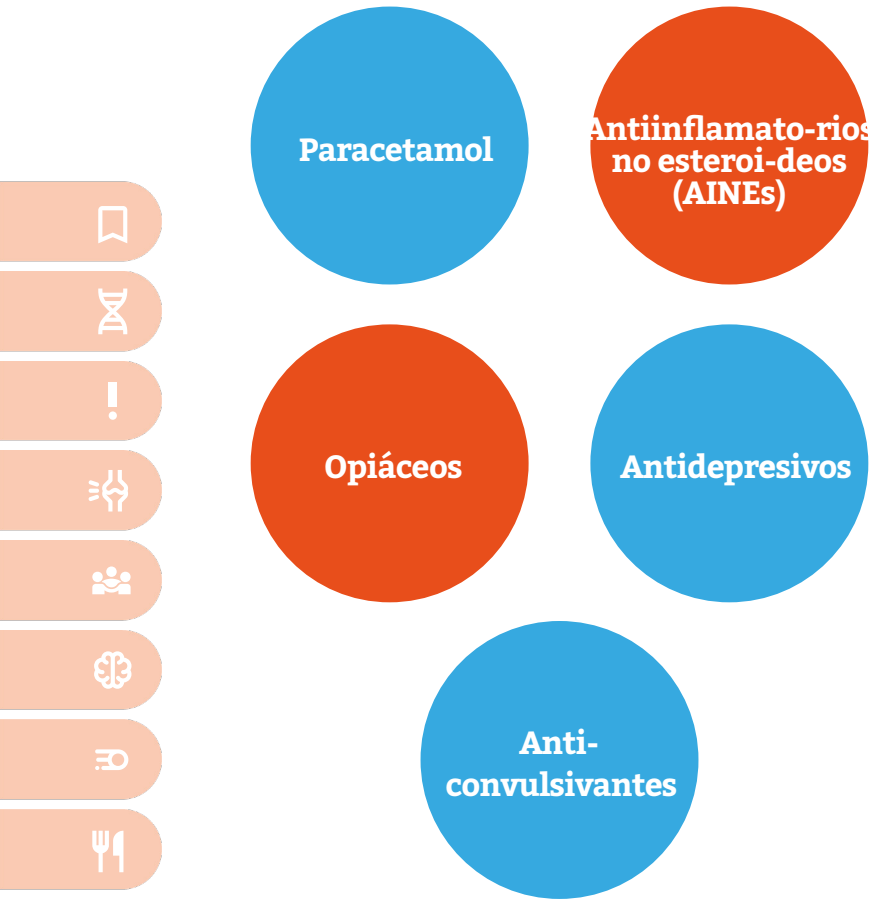 Paracetamol
Antiinflamato-rios
no esteroi-deos
(AINEs)
Opiáceos
Antidepresivos
Anti-
convulsivantes